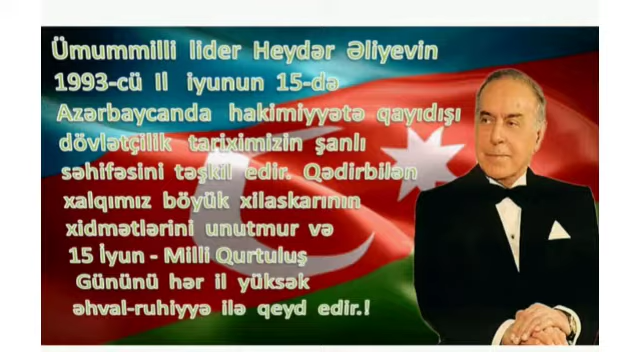 Ümummilli lider Heydər Əliyevin
1993-cü Il iyunun 15-də
Azərbaycanda hakimiyyətə qayıdışı
dövlətçilik tariximizin şanlı
səhifəsini təşkil edir. Qədirbilən
xalqımız böyük xilaskarının
xidmətlərini unutmur və
15 İyun - Milli Qurtuluş
Gününü hər il yüksək
əhval-ruhiyyə ilə qeyd edir.!